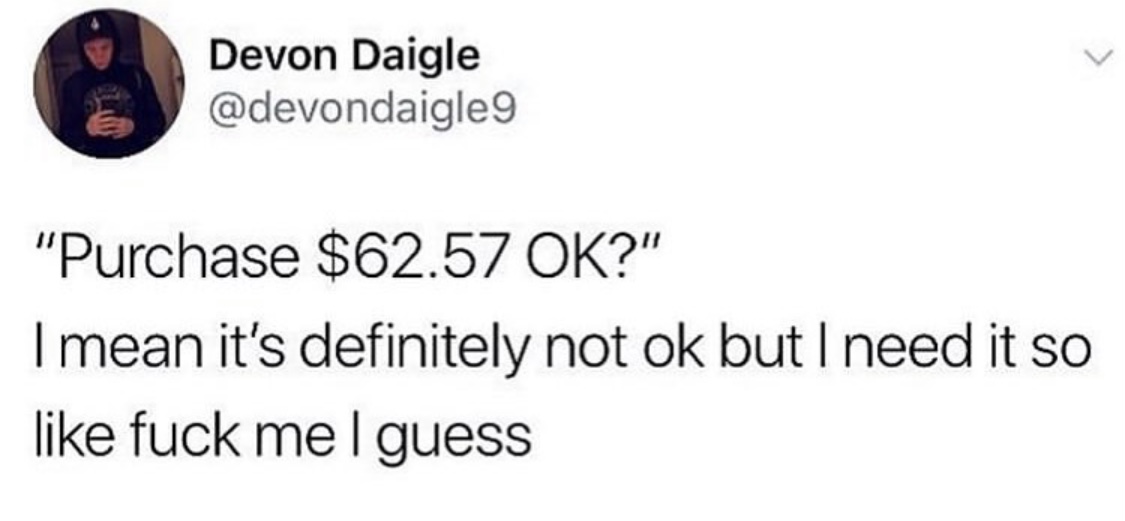 Devon Daigle
@devondaigle9
"Purchase $62.57 OK?"
I mean it's definitely not ok but I need it so
like fuck me I guess